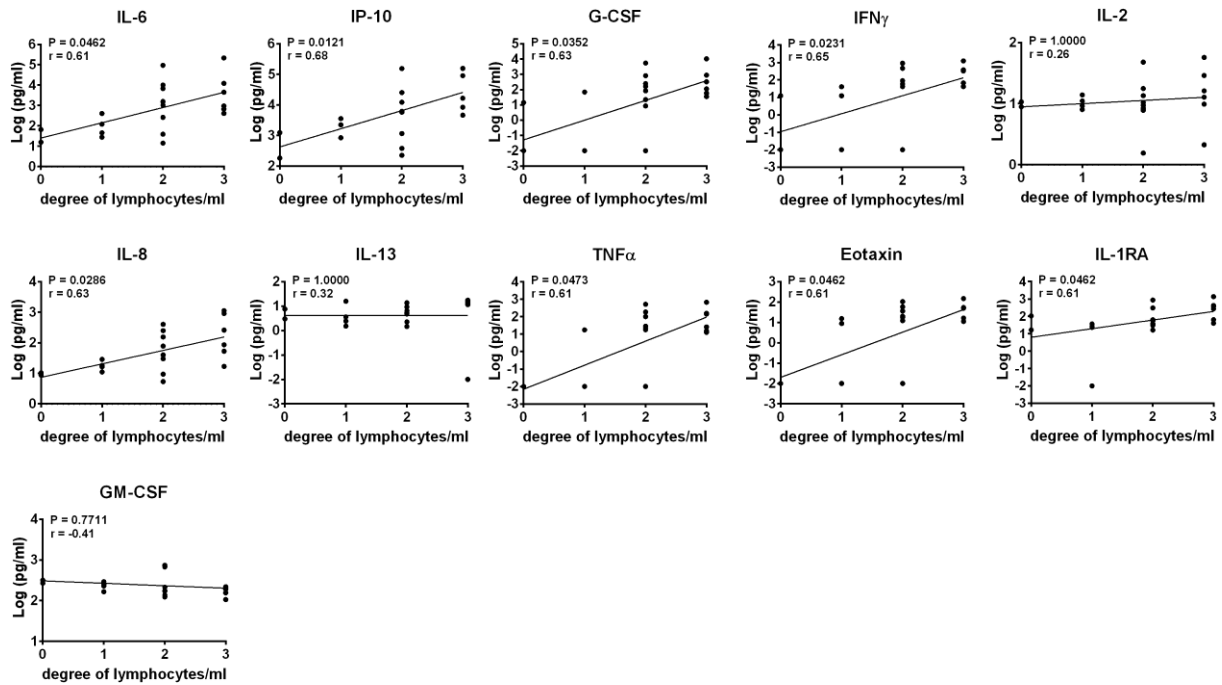 IL-6
P = 0.0462
r = 0.61
Log (pg/ml)
6
5
4
3
2
1
0
0 1 2 3
degree of lymphocytes/ml
IP-10
P = 0.0121
r = 0.68
Log (pg/ml)
6
5
4
3
2
0 1 2 3
degree of lymphocytes/ml
G-CSF
P = 0.0352
r = 0.63
Log (pg/ml)
5
4
3
2
1
0
-1
-2
-3
0 1 2 3
degree of lymphocytes/ml
IFNγ
P = 0.0231
r = 0.65
Log (pg/ml)
4
3
2
1
0
-1
-2
-3
0 1 2 3
degree of lymphocytes/ml
IL-2
P = 1.0000
r = 0.26
Log (pg/ml)
2
1
0
0 1 2 3
degree of lymphocytes/ml
IL-8
P = 0.0286
r = 0.63
Log (pg/ml)
4
3
2
1
0
0 1 2 3
degree of lymphocytes/ml
IL-13
P = 1.0000
r = 0.32
Log (pg/ml)
2
1
0
1
2
3
0 1 2 3
degree of lymphocytes/ml
TNFα
P = 0.0473
r = 0.61
Log (pg/ml)
4
3
2
1
0
-1
-2
-3
0 1 2 3
degree of lymphocytes/ml
Eotaxin
P = 0.0462
r = 0.61
Log (pg/ml)
3
2
1
0
-1
-2
-3
0 1 2 3
degree of lymphocytes/ml
IL-1RA
P = 0.0462
r = 0.61
Log (pg/ml)
4
3
2
1
0
-1
-2
-3
0 1 2 3
degree of lymphocytes/ml
GM-CSF
P = 0.7711
r = -0.41
Log (pg/ml)
4
3
2
1
0 1 2 3
degree of lymphocytes/ml